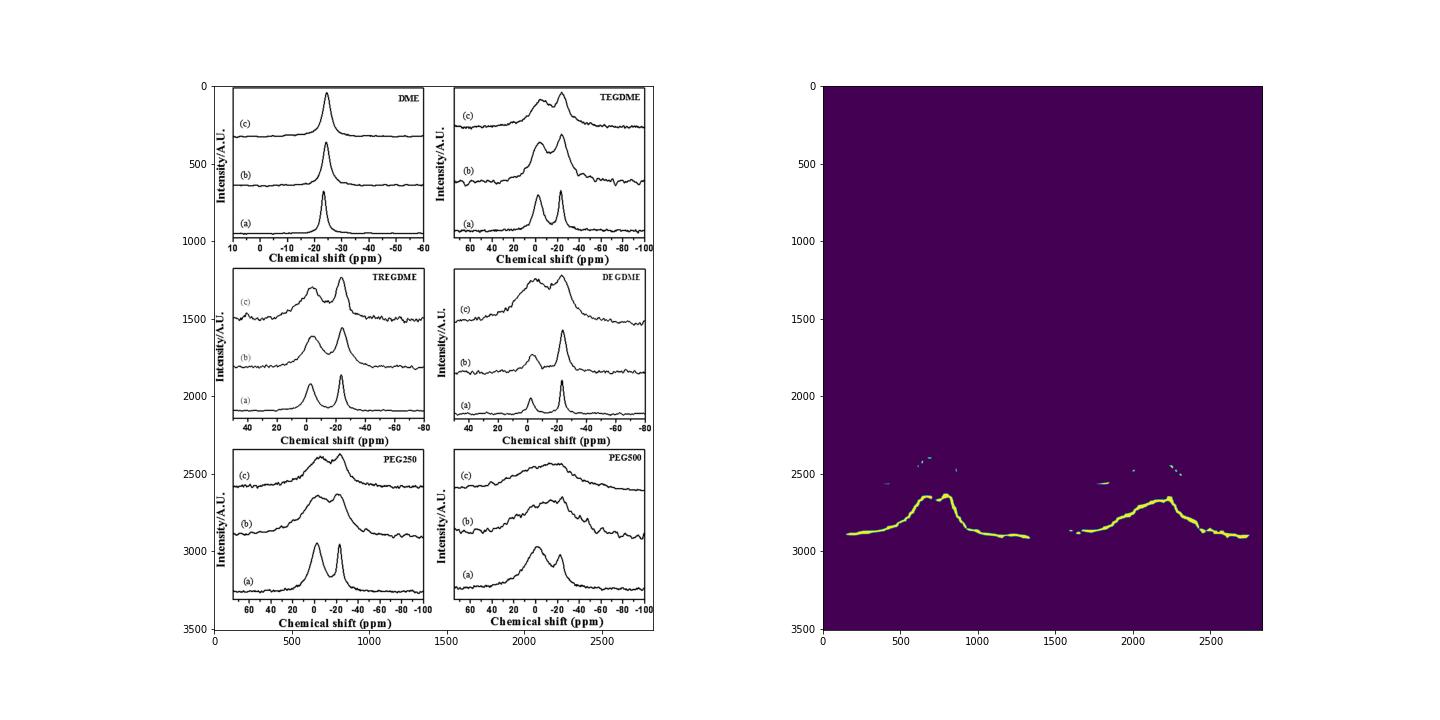 0
500
1000
1500
2000
2500
3000
3500
0
500
1000
1500
2000
2500
DME
(c)
(b)
(a)
Intensity/A.U.
10 0 -10 -20 -30 -40 -50 -60
Chemical shift (ppm)
TEGDME
(c)
(b)
(a)
Intensity/A.U.
60 40 20 0 -20 -40 -60 -80 -100
Chemical shift (ppm)
TREGDME
(c)
(b)
(a)
Intensity/A.U.
40 20 0 -20 -40 -60 -80
Chemical shift (ppm)
DEGDME
(c)
(b)
(a)
Intensity/A.U.
40 20 0 -20 -40 -60 -80
Chemical shift (ppm)
PEG250
(c)
(b)
(a)
Intensity/A.U.
60 40 20 0 -20 -40 -60 -80 -100
Chemical shift (ppm)
PEG500
(c)
(b)
(a)
Intensity/A.U.
60 40 20 0 -20 -40 -60 -80 -100
Chemical shift (ppm)
0
500
1000
1500
2000
2500
3000
3500
0
500
1000
1500
2000
2500